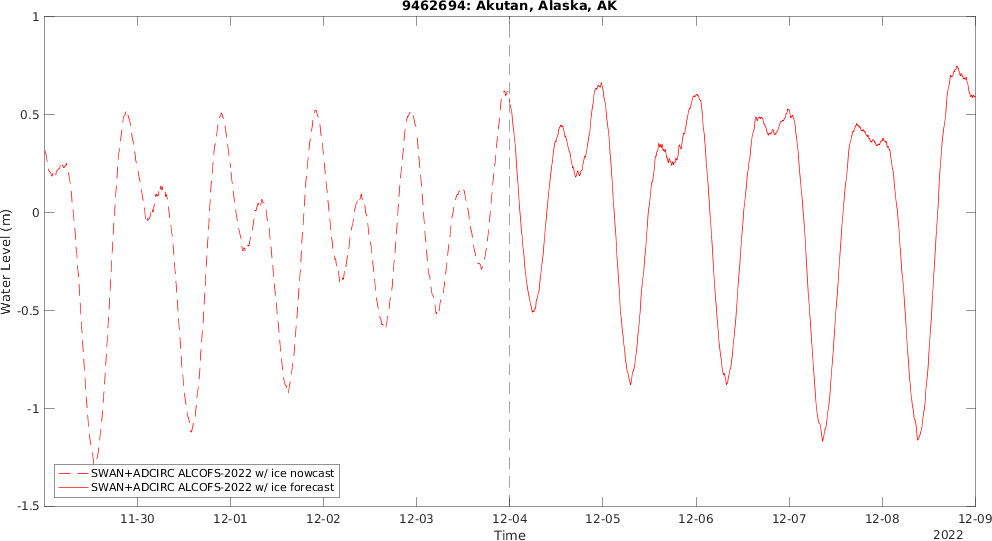 9462694: Akutan, Alaska, AK
Water Level (m)
1
0.5
0
-0.5
-1
-1.5
SWAN+ADCIRC ALCOFS-2022 w/ ice nowcast
SWAN+ADCIRC ALCOFS-2022 w/ ice forecast
11-30 12-01 12-02 12-03 12-04 12-05 12-06 12-07 12-08 12-09
Time
2022